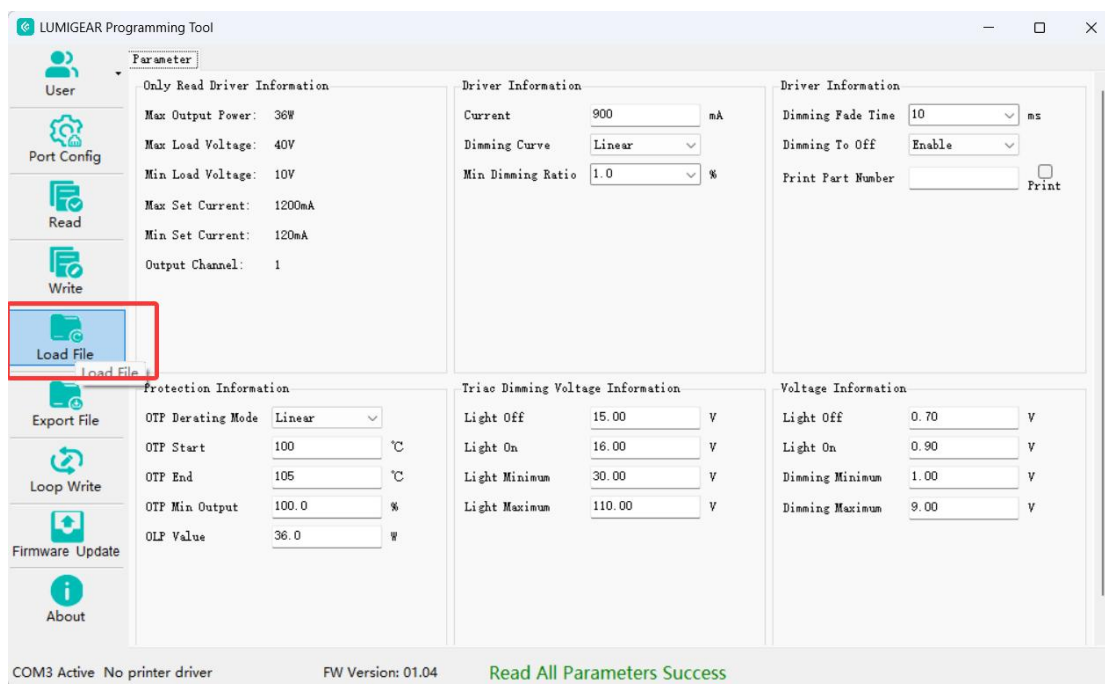 LUMIGEAR Programming Tool
User
Port Config
Read
Write
Load File
Load File
Export File
Loop Write
Firmware Update
About
Parameter
Only Read Driver Information
Max Output Power: 36W
Max Load Voltage: 40V
Min Load Voltage: 10V
Max Set Current: 1200mA
Min Set Current: 120mA
Output Channel: 1
Driver Information
Current 900 mA
Dimming Curve Linear
Min Dimming Ratio 1.0 %
Driver Information
Dimming Fade Time 10 ms
Dimming To Off Enable
Print Part Number Print
Protection Information
OTP Derating Mode Linear
OTP Start 100 ℃
OTP End 105 ℃
OTP Min Output 100.0 %
OLP Value 36.0 W
Triac Dimming Voltage Information
Light Off 15.00 V
Light On 16.00 V
Light Minimum 30.00 V
Light Maximum 110.00 V
Voltage Information
Light Off 0.70 V
Light On 0.90 V
Dimming Minimum 1.00 V
Dimming Maximum 9.00 V
COM3 Active No printer driver FW Version: 01.04 Read All Parameters Success